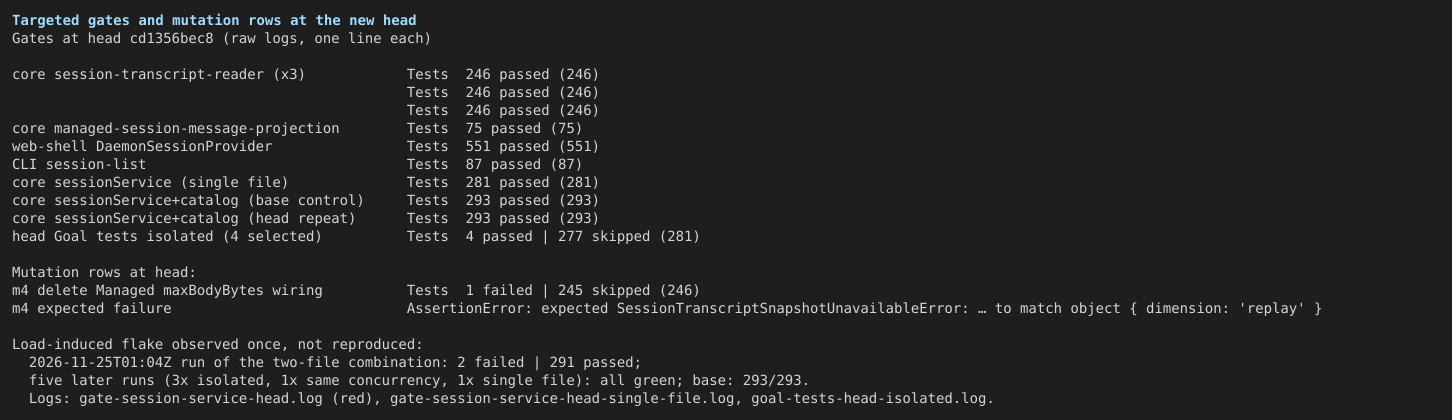 Targeted gates and mutation rows at the new head
Gates at head cd1356bec8 (raw logs, one line each)
core session-transcript-reader (x3) Tests 246 passed (246)
Tests 246 passed (246)
Tests 246 passed (246)
core managed-session-message-projection Tests 75 passed (75)
web-shell DaemonSessionProvider Tests 551 passed (551)
CLI session-list Tests 87 passed (87)
core sessionService (single file) Tests 281 passed (281)
core sessionService+catalog (base control) Tests 293 passed (293)
core sessionService+catalog (head repeat) Tests 293 passed (293)
head Goal tests isolated (4 selected) Tests 4 passed | 277 skipped (281)
Mutation rows at head:
m4 delete Managed maxBodyBytes wiring Tests 1 failed | 245 skipped (246)
m4 expected failure AssertionError: expected SessionTranscriptSnapshotUnavailableError: … to match object { dimension: 'replay' }
Load-induced flake observed once, not reproduced:
2026-11-25T01:04Z run of the two-file combination: 2 failed | 291 passed;
five later runs (3x isolated, 1x same concurrency, 1x single file): all green; base: 293/293.
Logs: gate-session-service-head.log (red), gate-session-service-head-single-file.log, goal-tests-head-isolated.log.